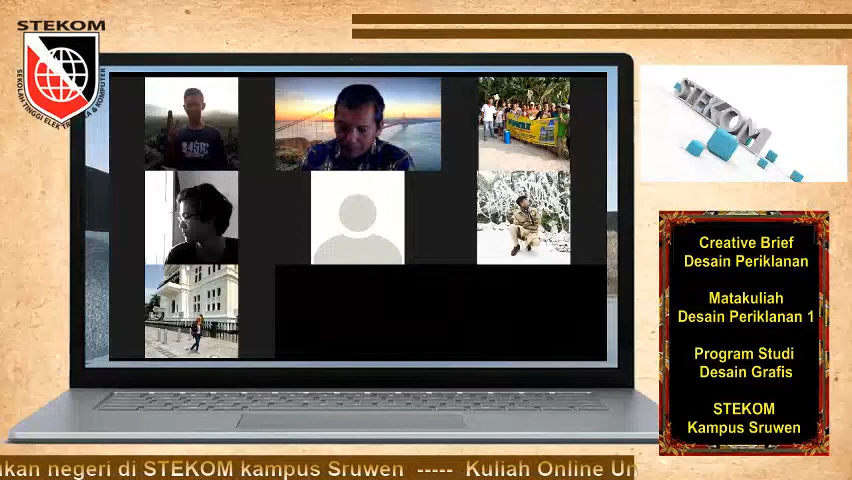 STEKOM
SEKOLAH TINGGI ELEKTRONIKA & KOMPUTER
STEKOM
Creative Brief
Desain Periklanan
Matakuliah
Desain Periklanan 1
Program Studi
Desain Grafis
STEKOM
Kampus Sruwen
kan negeri di STEKOM kampus Sruwen ----- Kuliah Online Un